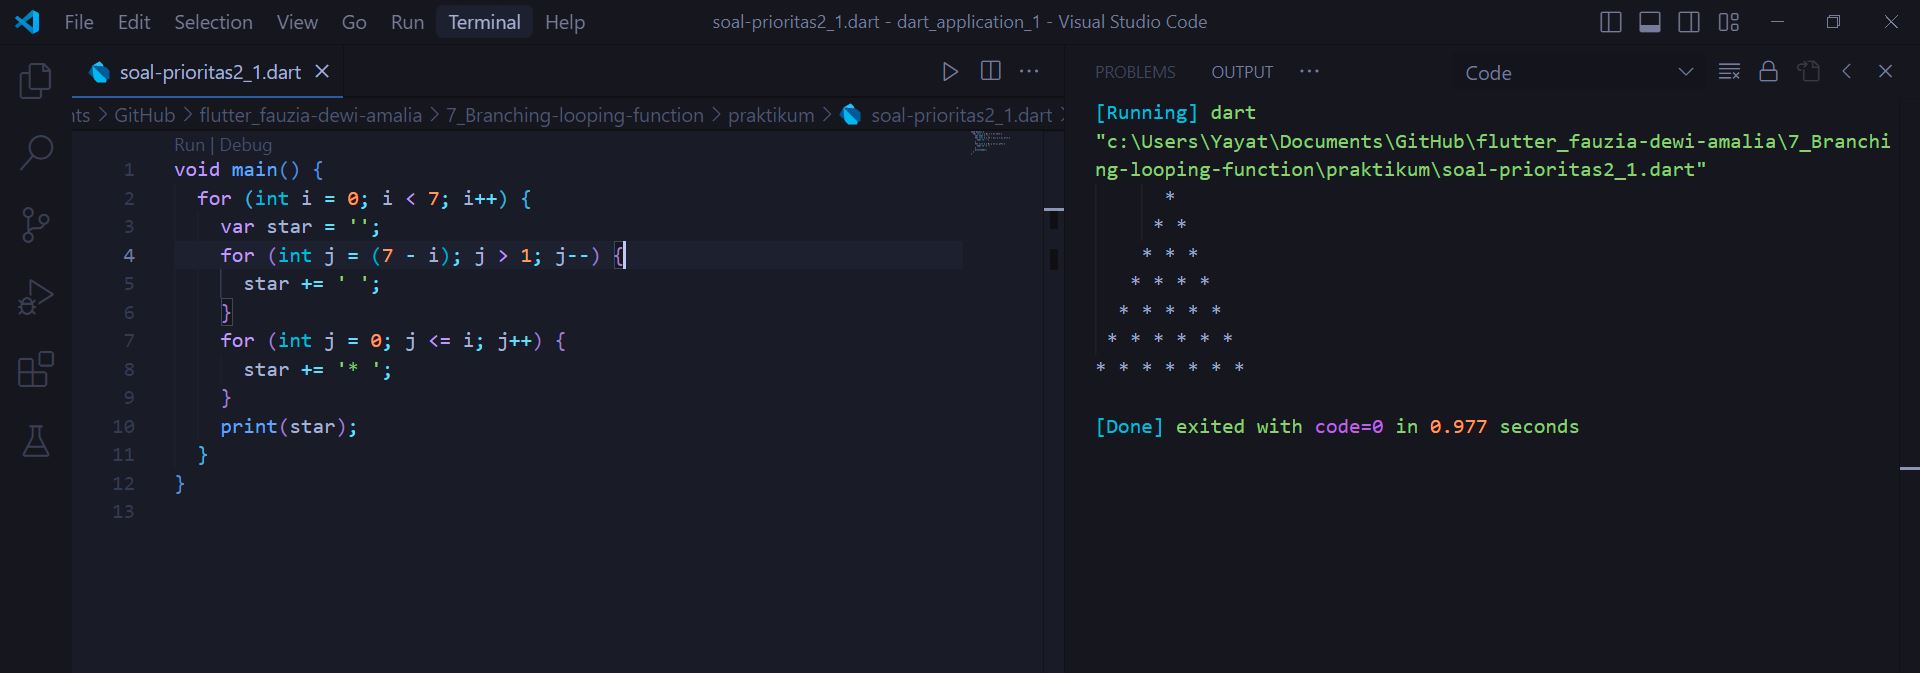 File Edit Selection View Go Run Terminal Help
soal-prioritas2_1.dart - dart_application_1 - Visual Studio Code
soal-prioritas2_1.dart
nts > GitHub > flutter_fauzia-dewi-amalia > 7_Branching-looping-function > praktikum > soal-prioritas2_1.dart >
Run | Debug
1 void main() {
2   for (int i = 0; i < 7; i++) {
3     var star = '';
4     for (int j = (7 - i); j > 1; j--) {
5       star += ' ';
6     }
7     for (int j = 0; j <= i; j++) {
8       star += '* ';
9     }
10     print(star);
11   }
12 }
13
PROBLEMS OUTPUT ··· Code
[Running] dart
"c:\Users\Yayat\Documents\GitHub\flutter_fauzia-dewi-amalia\7_Branchi
ng-looping-function\praktikum\soal-prioritas2_1.dart"
      *
     * *
    * * *
   * * * *
  * * * * *
 * * * * * *
* * * * * * *
[Done] exited with code=0 in 0.977 seconds